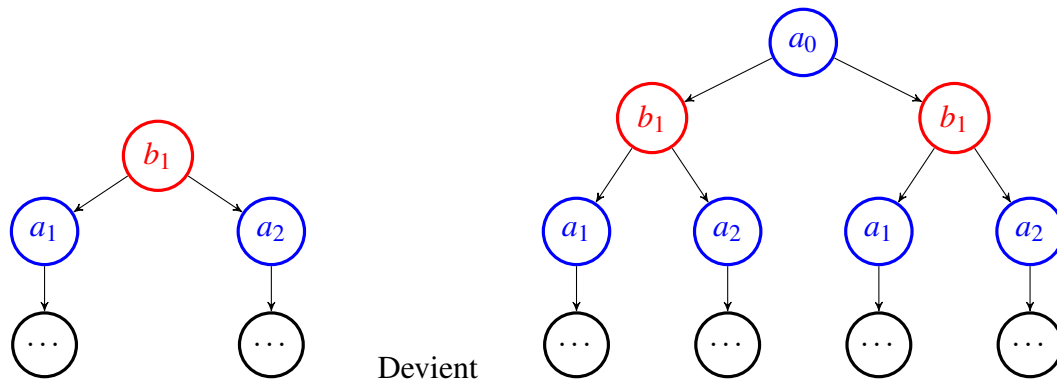 a₀
b₁ b₁ b₁
a₁ a₂ a₁ a₂ a₁ a₂
... ... Devient ... ... ... ...